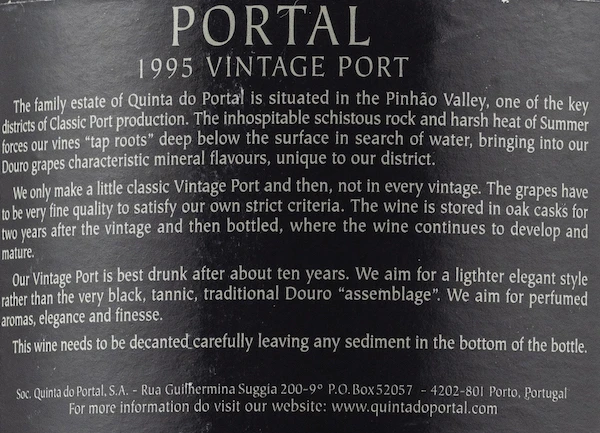 PORTAL
1995 VINTAGE PORT
The family estate of Quinta do Portal is situated in the Pinhão Valley, one of the key
districts of Classic Port production. The inhospitable schistous rock and harsh heat of Summer
forces our vines “tap roots” deep below the surface in search of water, bringing into our
Douro grapes characteristic mineral flavours, unique to our district.
We only make a little classic Vintage Port and then, not in every vintage. The grapes have
to be very fine quality to satisfy our own strict criteria. The wine is stored in oak casks for
two years after the vintage and then bottled, where the wine continues to develop and
mature.
Our Vintage Port is best drunk after about ten years. We aim for a ligthter elegant style
rather than the very black, tannic, traditional Douro “assemblage”. We aim for perfumed
aromas, elegance and finesse.
This wine needs to be decanted carefully leaving any sediment in the bottom of the bottle.
Soc. Quinta do Portal, S.A. - Rua Guilhermina Suggia 200-9º P.O. Box 52057 - 4202-801 Porto, Portugal
For more information do visit our website: www.quintadoportal.com